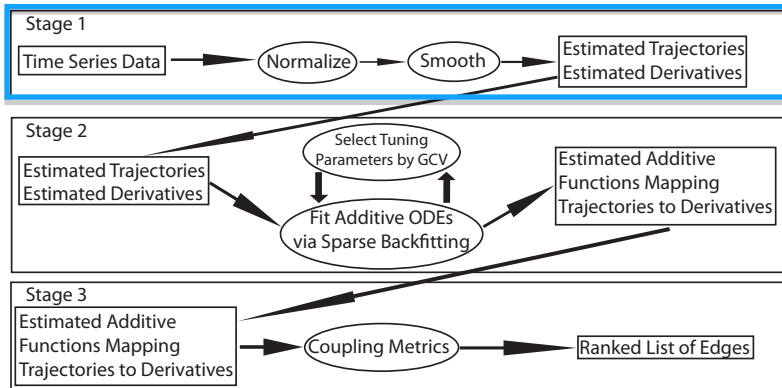 Stage 1
Time Series Data
Normalize
Smooth
Estimated Trajectories
Estimated Derivatives
Stage 2
Estimated Trajectories
Estimated Derivatives
Select Tuning
Parameters by GCV
Fit Additive ODEs
via Sparse Backfitting
Estimated Additive
Functions Mapping
Trajectories to Derivatives
Stage 3
Estimated Additive
Functions Mapping
Trajectories to Derivatives
Coupling Metrics
Ranked List of Edges